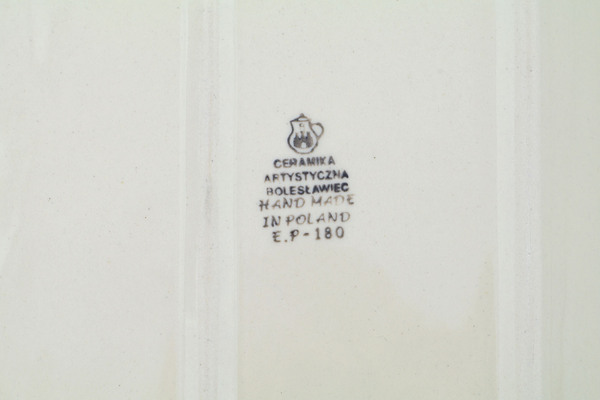 CERAMIKA
ARTYSTYCZNA
BOLESŁAWIEC
HAND MADE
IN POLAND
E.P-180